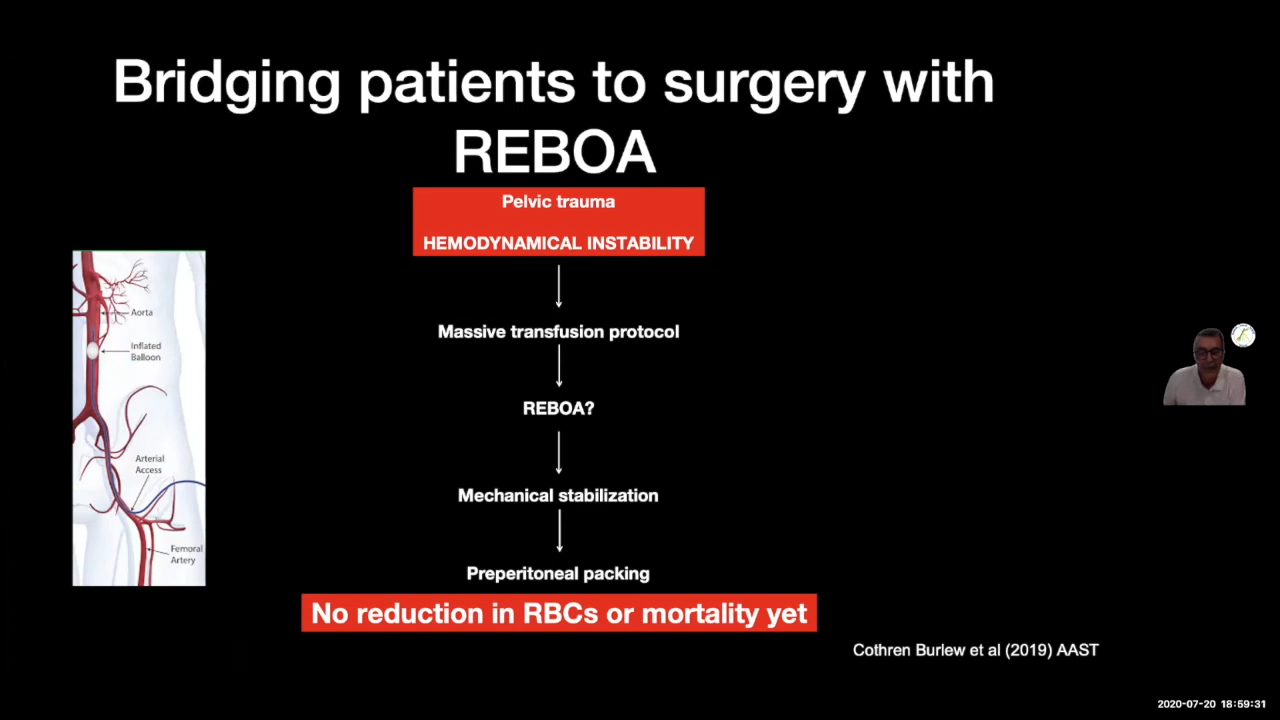 Bridging patients to surgery with
REBOA
Pelvic trauma
HEMODYNAMICAL INSTABILITY
Massive transfusion protocol
REBOA?
Mechanical stabilization
Preperitoneal packing
No reduction in RBCs or mortality yet
Aorta
Inflated
Balloon
Arterial
Access
Femoral
Artery
Cothren Burlew et al (2019) AAST
2020-07-20 18:59:31